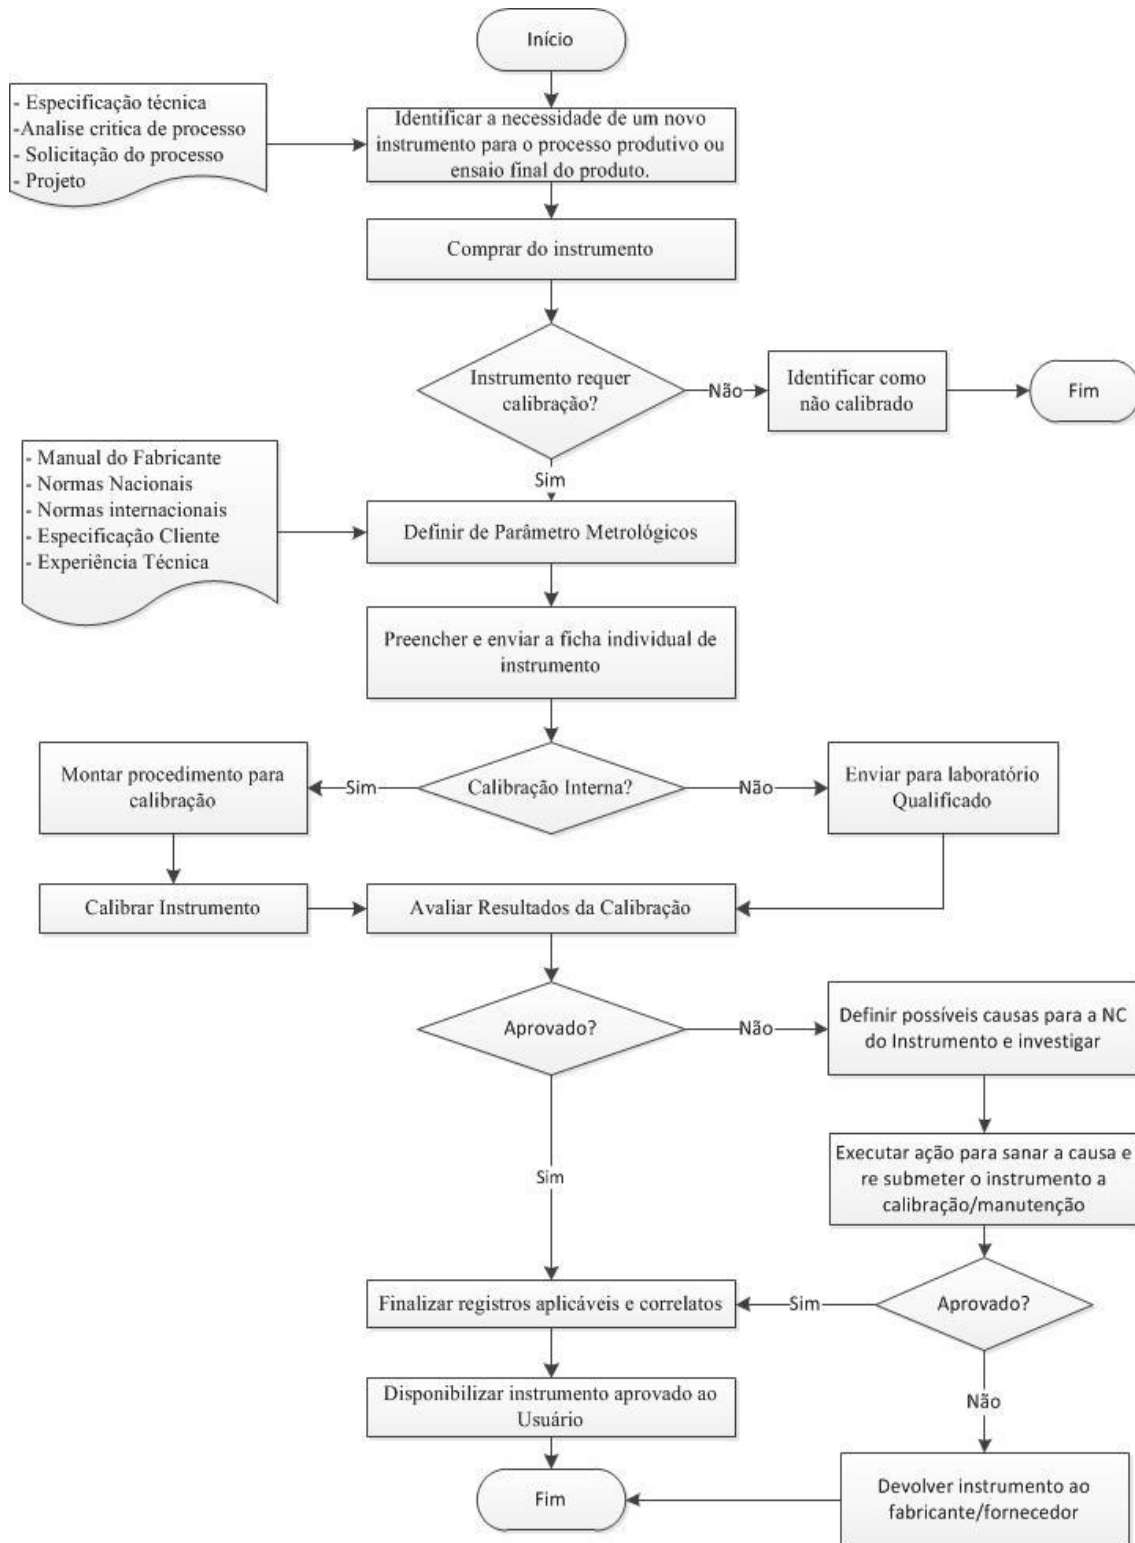 Início
- Especificação técnica
-Analise critica de processo
- Solicitação do processo
- Projeto
Identificar a necessidade de um novo
instrumento para o processo produtivo ou
ensaio final do produto.
Comprar do instrumento
Instrumento requer
calibração?
Não
Identificar como
não calibrado
Fim
Sim
- Manual do Fabricante
- Normas Nacionais
- Normas internacionais
- Especificação Cliente
- Experiência Técnica
Definir de Parâmetro Metrológicos
Preencher e enviar a ficha individual de
instrumento
Montar procedimento para
calibração
Sim
Calibração Interna?
Não
Enviar para laboratório
Qualificado
Calibrar Instrumento
Avaliar Resultados da Calibração
Aprovado?
Não
Definir possíveis causas para a NC
do Instrumento e investigar
Executar ação para sanar a causa e
re submeter o instrumento a
calibração/manutenção
Sim
Finalizar registros aplicáveis e correlatos
Sim
Aprovado?
Disponibilizar instrumento aprovado ao
Usuário
Não
Fim
Devolver instrumento ao
fabricante/fornecedor